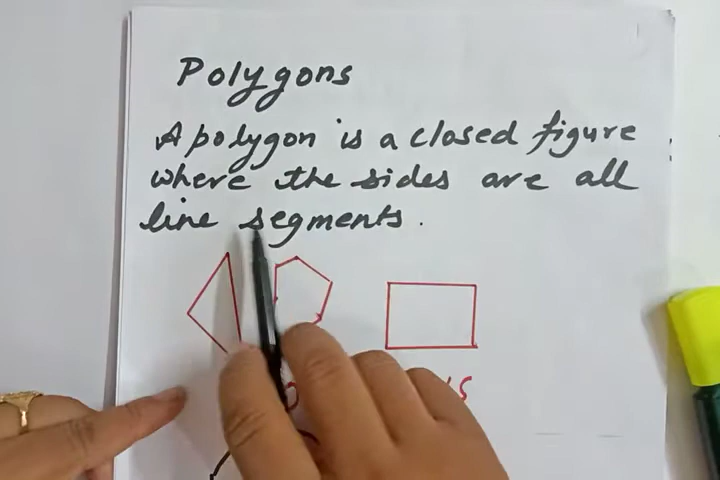 Polygons
A polygon is a closed figure
where the sides are all
line segments.